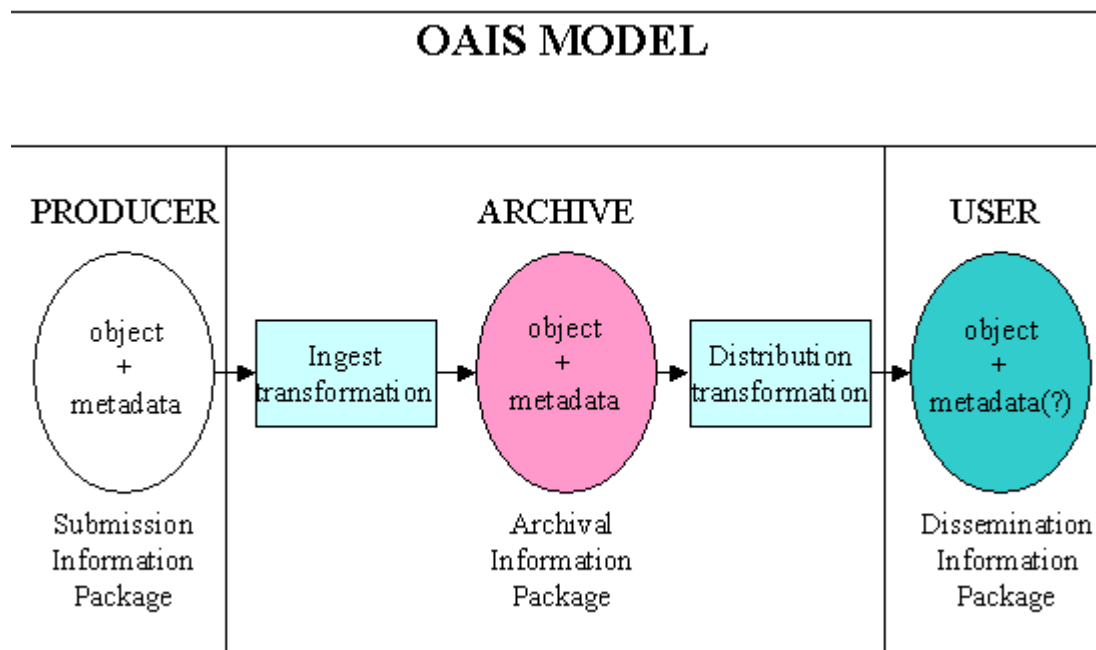 OAIS MODEL
PRODUCER
ARCHIVE
USER
object
+
metadata
Ingest
transformation
object
+
metadata
Distribution
transformation
object
+
metadata(?)
Submission
Information
Package
Archival
Information
Package
Dissemination
Information
Package